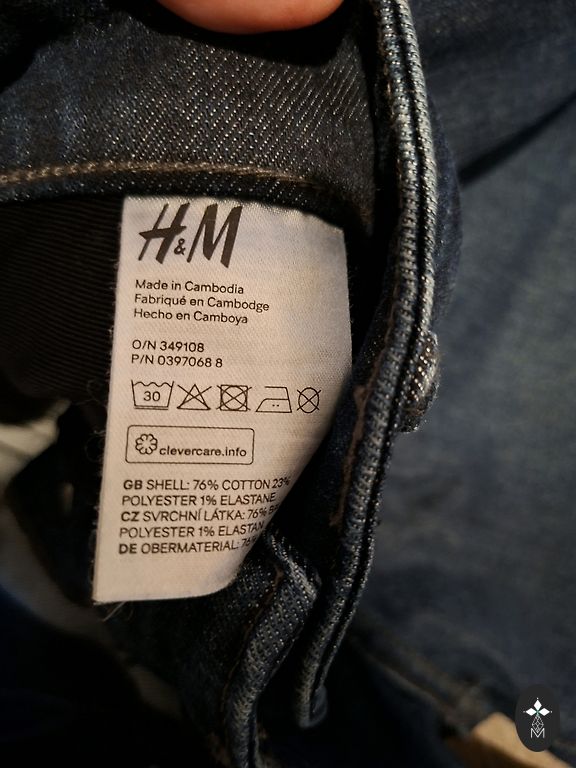 H&M
Made in Cambodia
Fabriqué en Cambodge
Hecho en Camboya
O/N 349108
P/N 0397068 8
30
clevercare.info
GB SHELL: 76% COTTON 23%
POLYESTER 1% ELASTANE
CZ SVRCHNÍ LÁTKA: 76%
POLYESTER 1% ELASTAN
DE OBERMATERIAL:
M